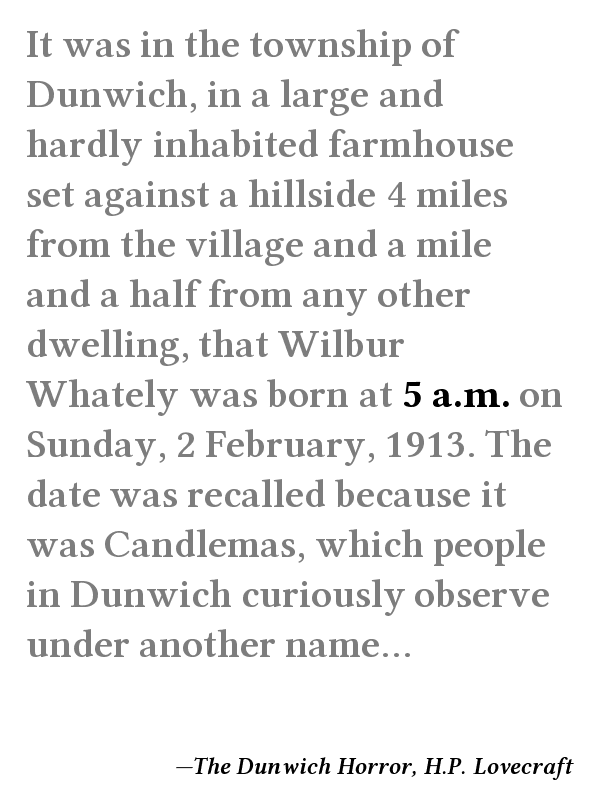 It was in the township of
Dunwich, in a large and
hardly inhabited farmhouse
set against a hillside 4 miles
from the village and a mile
and a half from any other
dwelling, that Wilbur
Whately was born at 5 a.m. on
Sunday, 2 February, 1913. The
date was recalled because it
was Candlemas, which people
in Dunwich curiously observe
under another name...
—The Dunwich Horror, H.P. Lovecraft